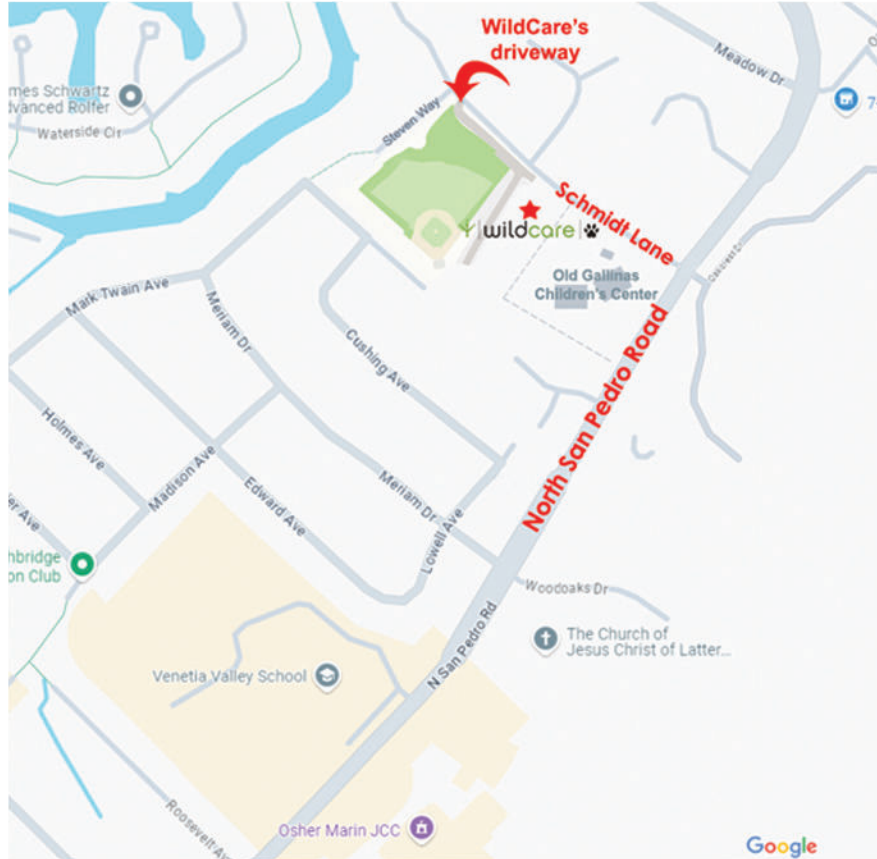 WildCare's
driveway
Meadow Dr
mes Schwartz
dvanced Rolfer
7-
Waterside Cir
Steven Way
Schmidt Lane
wildcare
Old Gallinas
Children's Center
Mark Twain Ave
Meriam Dr
North San Pedro Road
Cushing Ave
Holmes Ave
Madison Ave
Edward Ave
Meriam Dr
Lowell Ave
er Ave
hbridge
on Club
Woodoaks Dr
N San Pedro Rd
The Church of
Jesus Christ of Latter...
Venetia Valley School
Roosevelt Av
Osher Marin JCC
Google